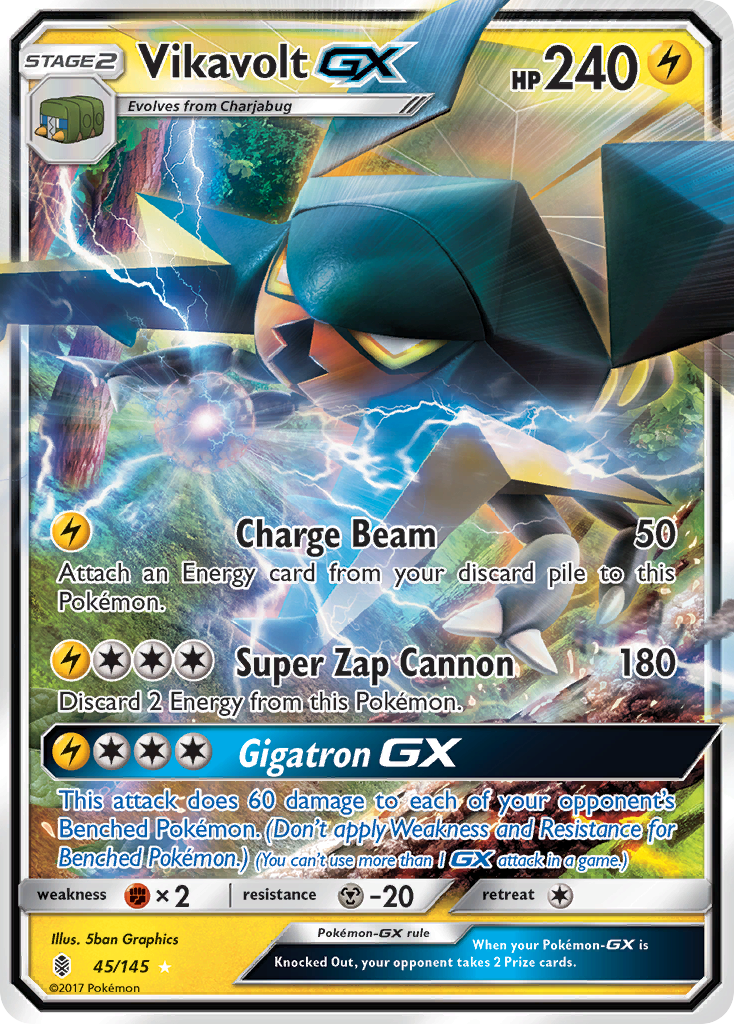 STAGE2
Vikavolt GX
HP 240
Evolves from Charjabug
Charge Beam 50
Attach an Energy card from your discard pile to this
Pokémon.
Super Zap Cannon 180
Discard 2 Energy from this Pokémon.
Gigatron GX
This attack does 60 damage to each of your opponent's
Benched Pokémon. (Don't apply Weakness and Resistance for
Benched Pokémon.) (You can't use more than 1 GX attack in a game.)
weakness × 2 resistance -20 retreat
Illus. 5ban Graphics
45/145
©2017 Pokémon
Pokémon-GX rule
When your Pokémon-GX is
Knocked Out, your opponent takes 2 Prize cards.